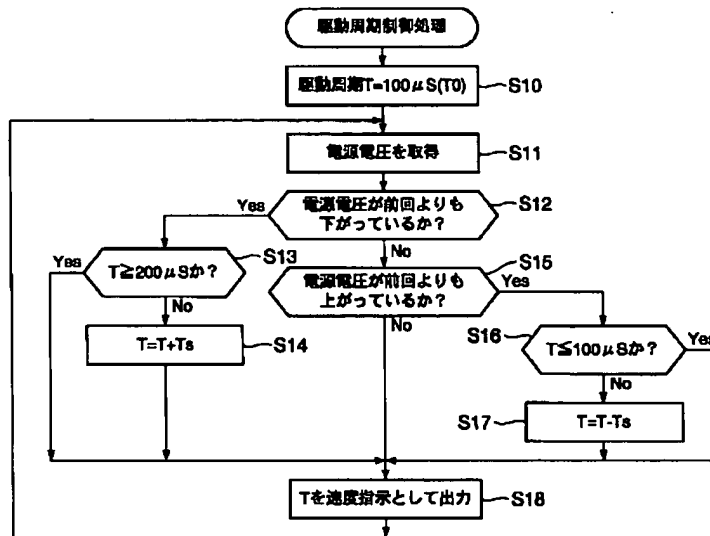 駆動周期制御処理
駆動周期T=100μS(T0)
S10
電源電圧を取得
S11
電源電圧が前回よりも
下がっているか?
S12
Yes
No
T≧200μSか?
S13
Yes
No
T=T+Ts
S14
電源電圧が前回よりも
上がっているか?
S15
Yes
No
T≦100μSか?
S16
Yes
No
T=T-Ts
S17
Tを速度指示として出力
S18